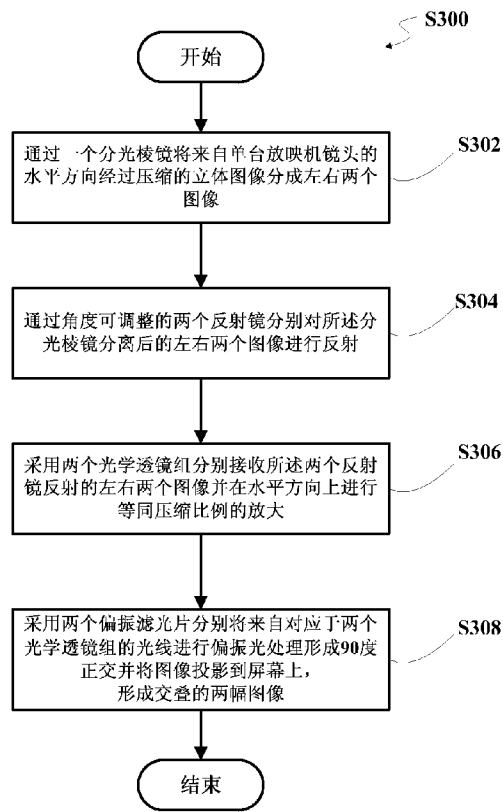 S300
开始
S302
通过一个分光棱镜将来自单台放映机镜头的
水平方向经过压缩的立体图像分成左右两个
图像
S304
通过角度可调整的两个反射镜分别对所述分
光棱镜分离后的左右两个图像进行反射
S306
采用两个光学透镜组分别接收所述两个反射
镜反射的左右两个图像并在水平方向上进行
等同压缩比例的放大
S308
采用两个偏振滤光片分别将来自对应于两个
光学透镜组的光线进行偏振光处理形成90度
正交并将图像投影到屏幕上，
形成交叠的两幅图像
结束